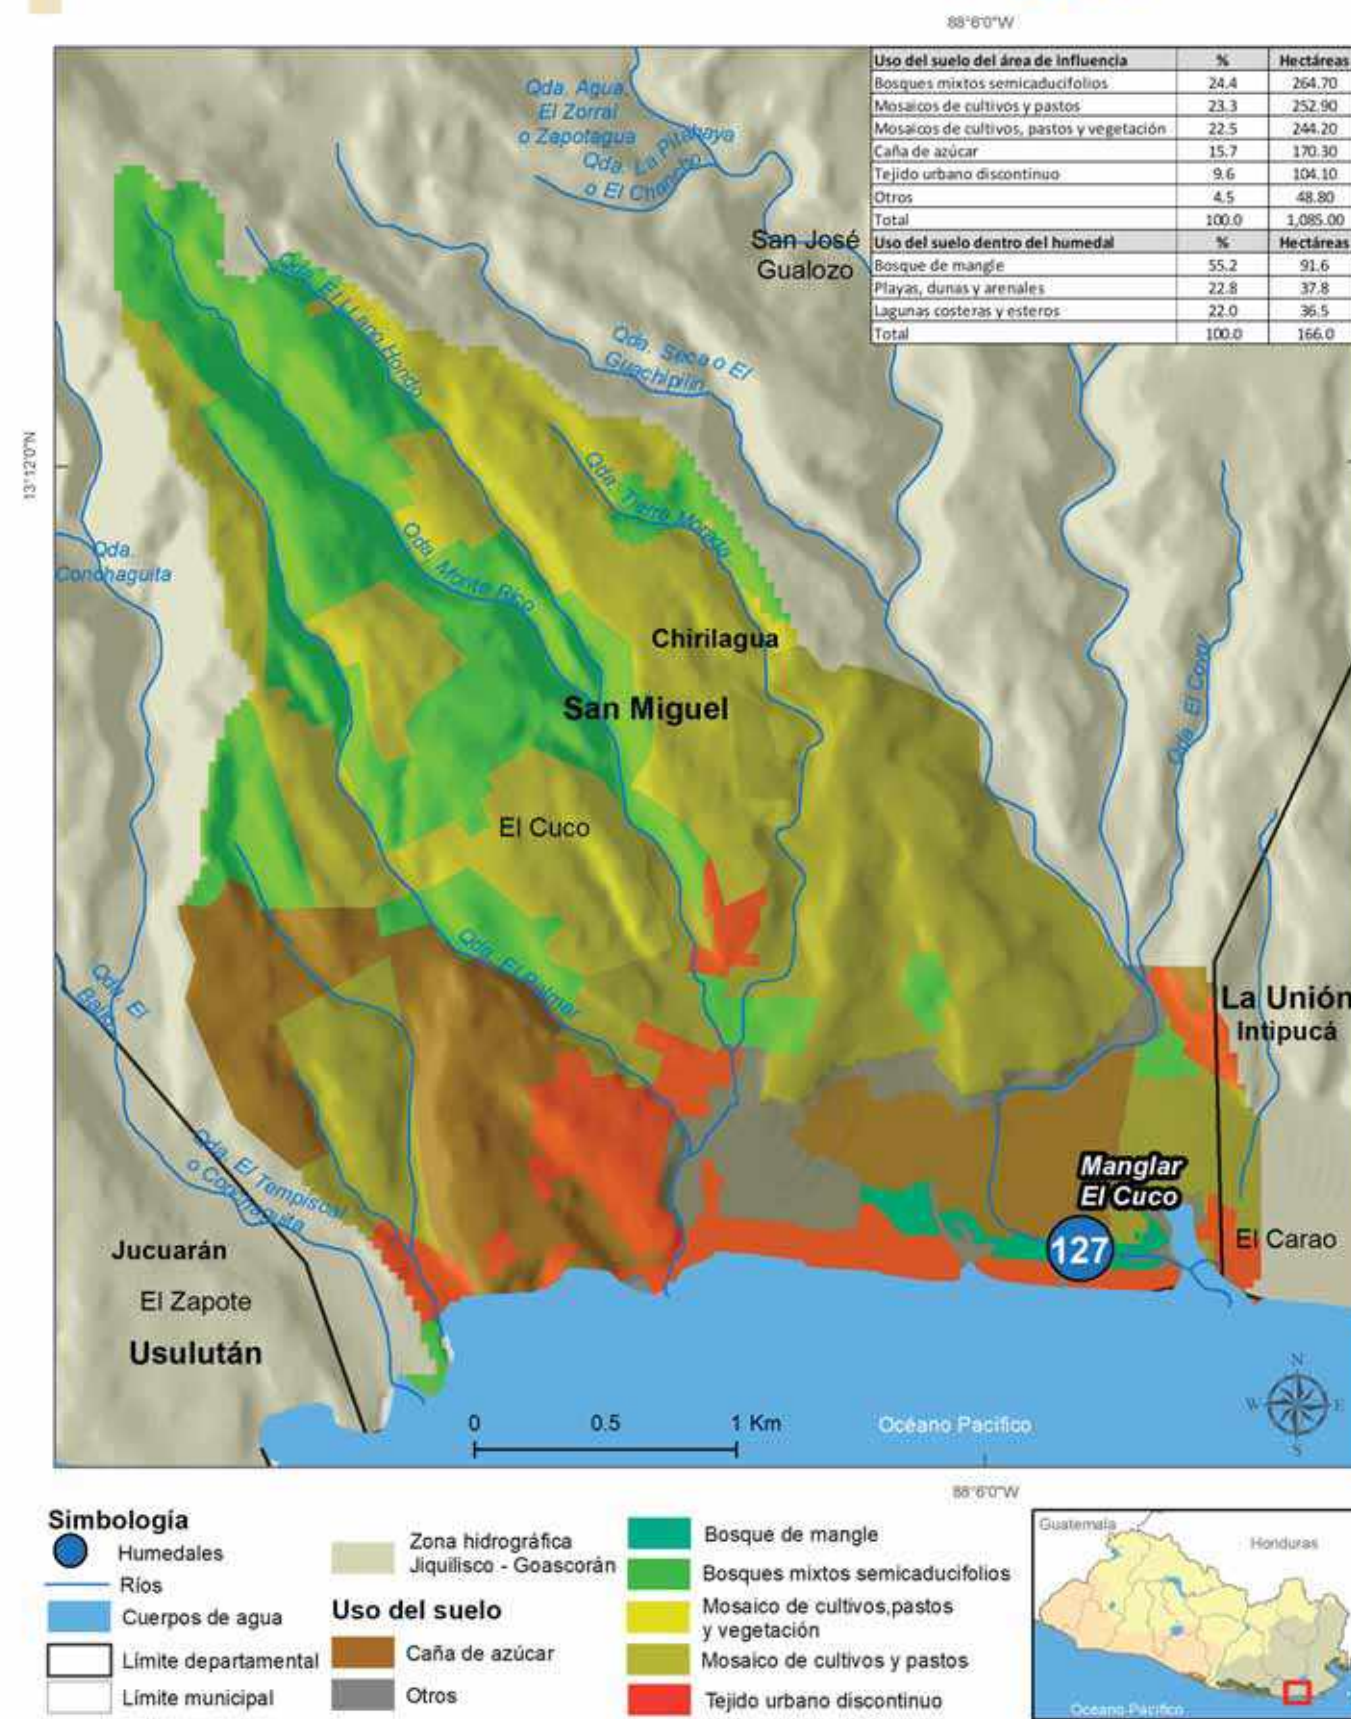 88°6'0"W
Uso del suelo del área de influencia % Hectáreas
Bosques mixtos semicaducifolios 24.4 264.70
Mosaicos de cultivos y pastos 23.3 252.90
Mosaicos de cultivos, pastos y vegetación 22.5 244.20
Caña de azúcar 15.7 170.30
Tejido urbano discontinuo 9.6 104.10
Otros 4.5 48.80
Total 100.0 1,085.00
Uso del suelo dentro del humedal % Hectáreas
Bosque de mangle 55.2 91.6
Playas, dunas y arenales 22.8 37.8
Lagunas costeras y esteros 22.0 36.5
Total 100.0 166.0
Qda. Agua
El Zorral
o Zapotagua
Qda. La Pitahaya
o El Chancho
San José
Gualozo
Qda. El Llano Hondo
Qda. Seca o El
Guachipilín
13°12'0"N
Qda. Tierra Morada
Qda.
Conchaguita
Qda. Monte Rico
Chirilagua
San Miguel
Qda. El Coyol
El Cuco
Qda. El Palmar
Qda. El
La Unión
Intipucá
Manglar
El Cuco
127
Qda. El Tempiscal
o Conchaguita
Jucuarán
El Carao
El Zapote
Usulután
N
W E
S
0 0.5 1 Km
Océano Pacífico
88°6'0"W
Simbología
Humedales
Ríos
Cuerpos de agua
Límite departamental
Límite municipal
Zona hidrográfica
Jiquilisco - Goascorán
Uso del suelo
Caña de azúcar
Otros
Bosque de mangle
Bosques mixtos semicaducifolios
Mosaico de cultivos,pastos
y vegetación
Mosaico de cultivos y pastos
Tejido urbano discontinuo
Guatemala
Honduras
Océano Pacífico